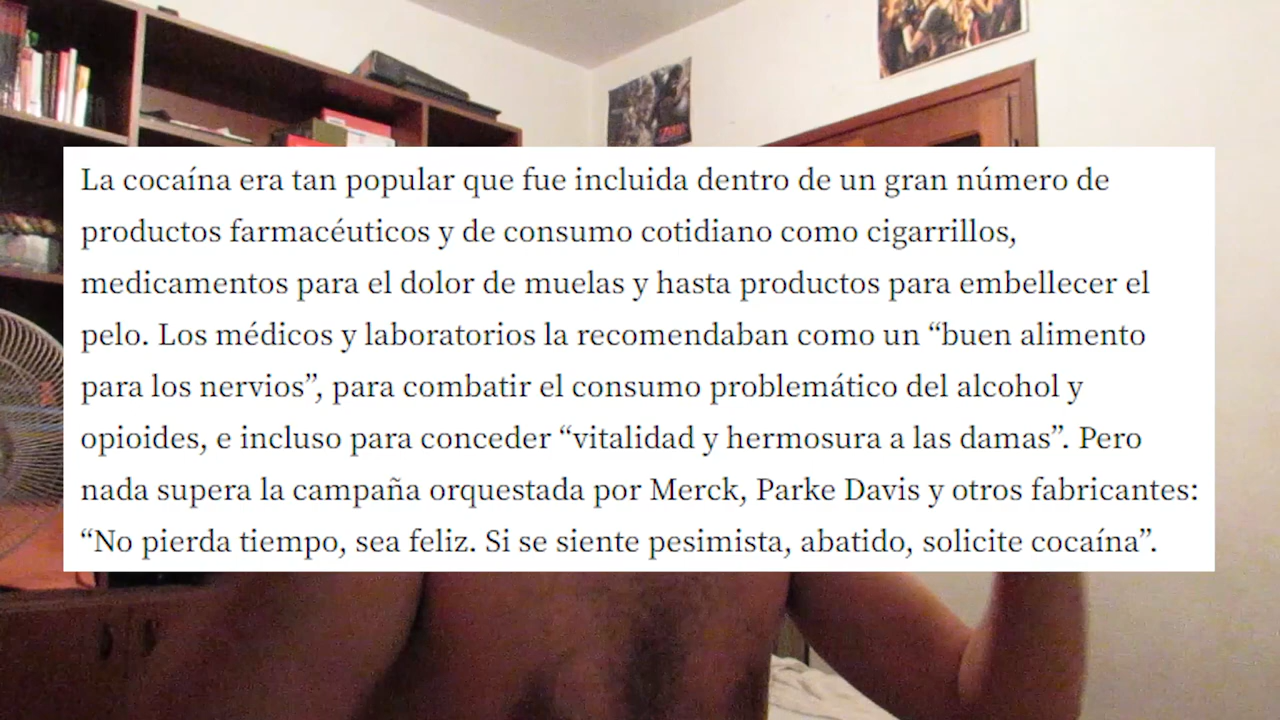 La cocaína era tan popular que fue incluida dentro de un gran número de
productos farmacéuticos y de consumo cotidiano como cigarrillos,
medicamentos para el dolor de muelas y hasta productos para embellecer el
pelo. Los médicos y laboratorios la recomendaban como un “buen alimento
para los nervios”, para combatir el consumo problemático del alcohol y
opioides, e incluso para conceder “vitalidad y hermosura a las damas”. Pero
nada supera la campaña orquestada por Merck, Parke Davis y otros fabricantes:
“No pierda tiempo, sea feliz. Si se siente pesimista, abatido, solicite cocaína”.